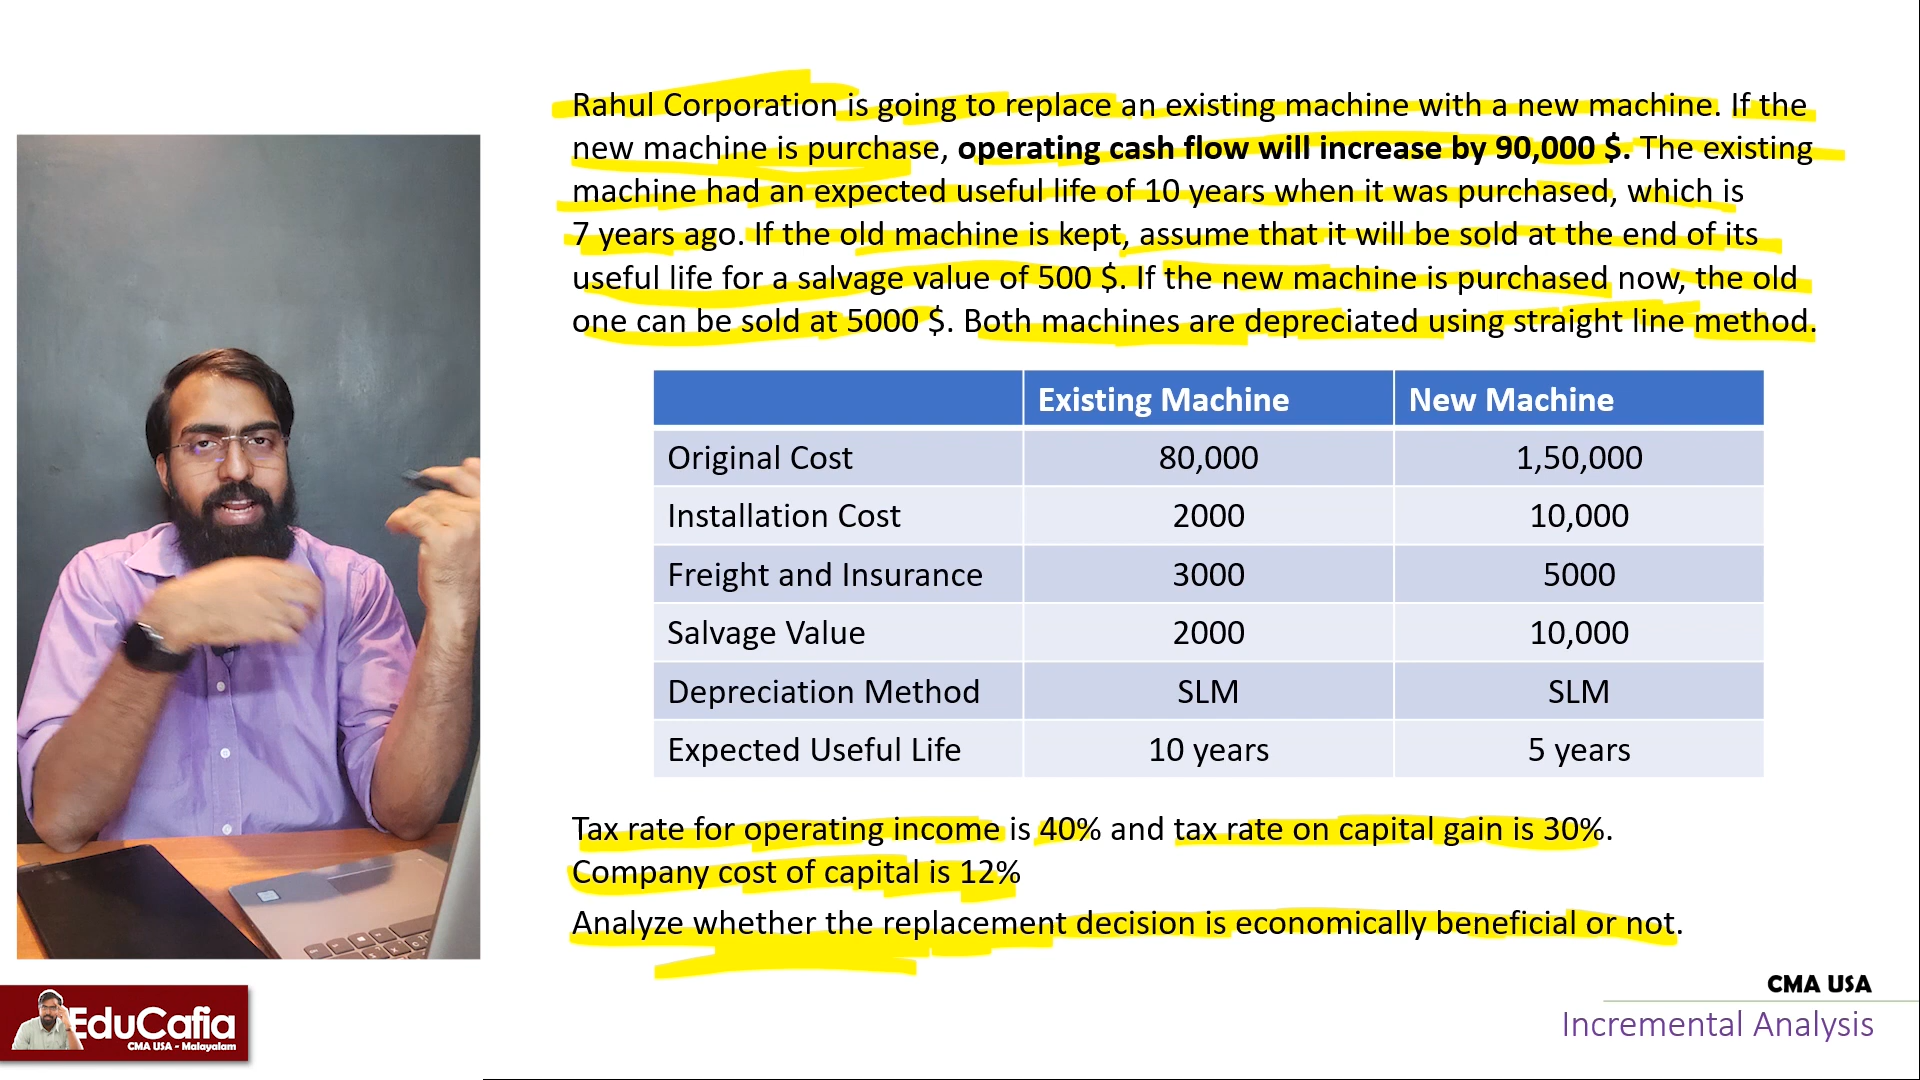 Rahul Corporation is going to replace an existing machine with a new machine. If the
new machine is purchase, operating cash flow will increase by 90,000 $. The existing
machine had an expected useful life of 10 years when it was purchased, which is
7 years ago. If the old machine is kept, assume that it will be sold at the end of its
useful life for a salvage value of 500 $. If the new machine is purchased now, the old
one can be sold at 5000 $. Both machines are depreciated using straight line method.
Existing Machine New Machine
Original Cost 80,000 1,50,000
Installation Cost 2000 10,000
Freight and Insurance 3000 5000
Salvage Value 2000 10,000
Depreciation Method SLM SLM
Expected Useful Life 10 years 5 years
Tax rate for operating income is 40% and tax rate on capital gain is 30%.
Company cost of capital is 12%
Analyze whether the replacement decision is economically beneficial or not.
CMA USA
Incremental Analysis
EduCafia
CMA USA - Malayalam